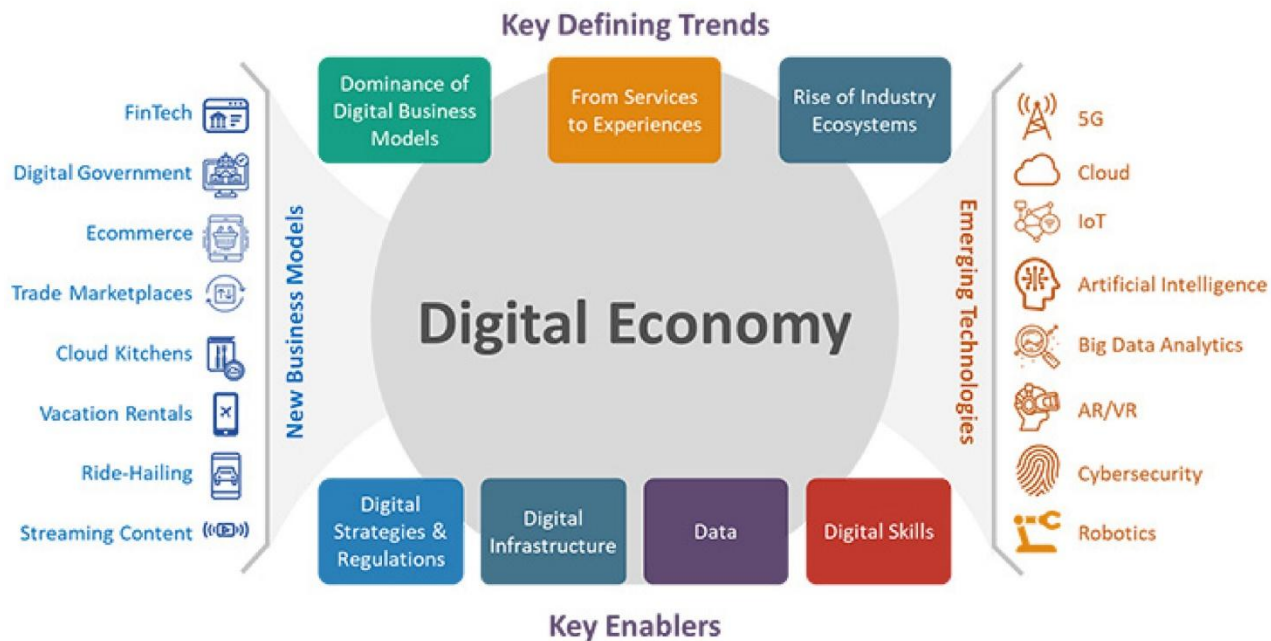 Key Defining Trends
Dominance of
Digital Business
Models
From Services
to Experiences
Rise of Industry
Ecosystems
New Business Models
FinTech
Digital Government
Ecommerce
Trade Marketplaces
Cloud Kitchens
Vacation Rentals
Ride-Hailing
Streaming Content
Digital Economy
Emerging Technologies
5G
Cloud
IoT
Artificial Intelligence
Big Data Analytics
AR/VR
Cybersecurity
Robotics
Digital
Strategies &
Regulations
Digital
Infrastructure
Data
Digital Skills
Key Enablers